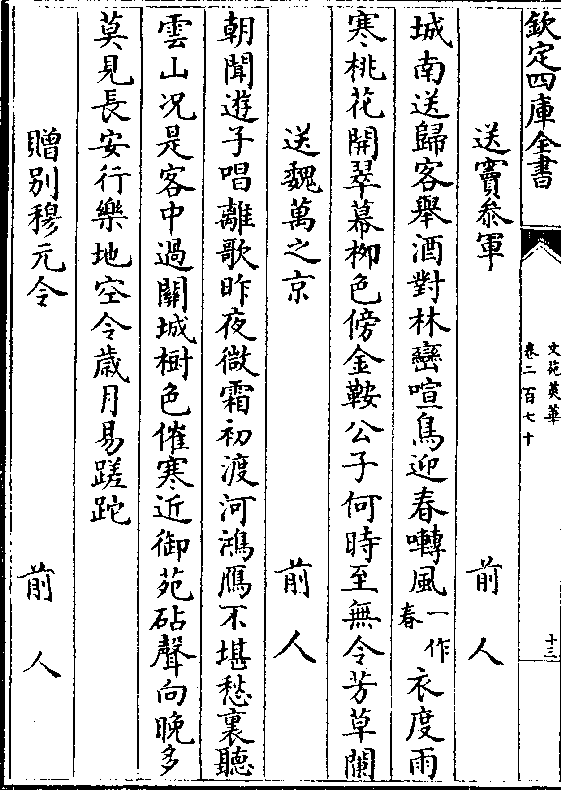 欽定四庫全書
文苑英華
卷二百七十
十三
送竇叅軍
前人
城南送歸客舉酒對林巒喧鳥迎春囀風一作春衣度雨
寒桃花開翠幕柳色傍金鞍公子何時至無令芳草闌
送魏萬之京
前人
朝聞遊子唱離歌昨夜微霜初渡河鴻鴈不堪愁裏聽
雲山况是客中過關城樹色催寒近御苑砧聲向晚多
莫見長安行樂地空令歲月易蹉跎
贈别穆元令
前人